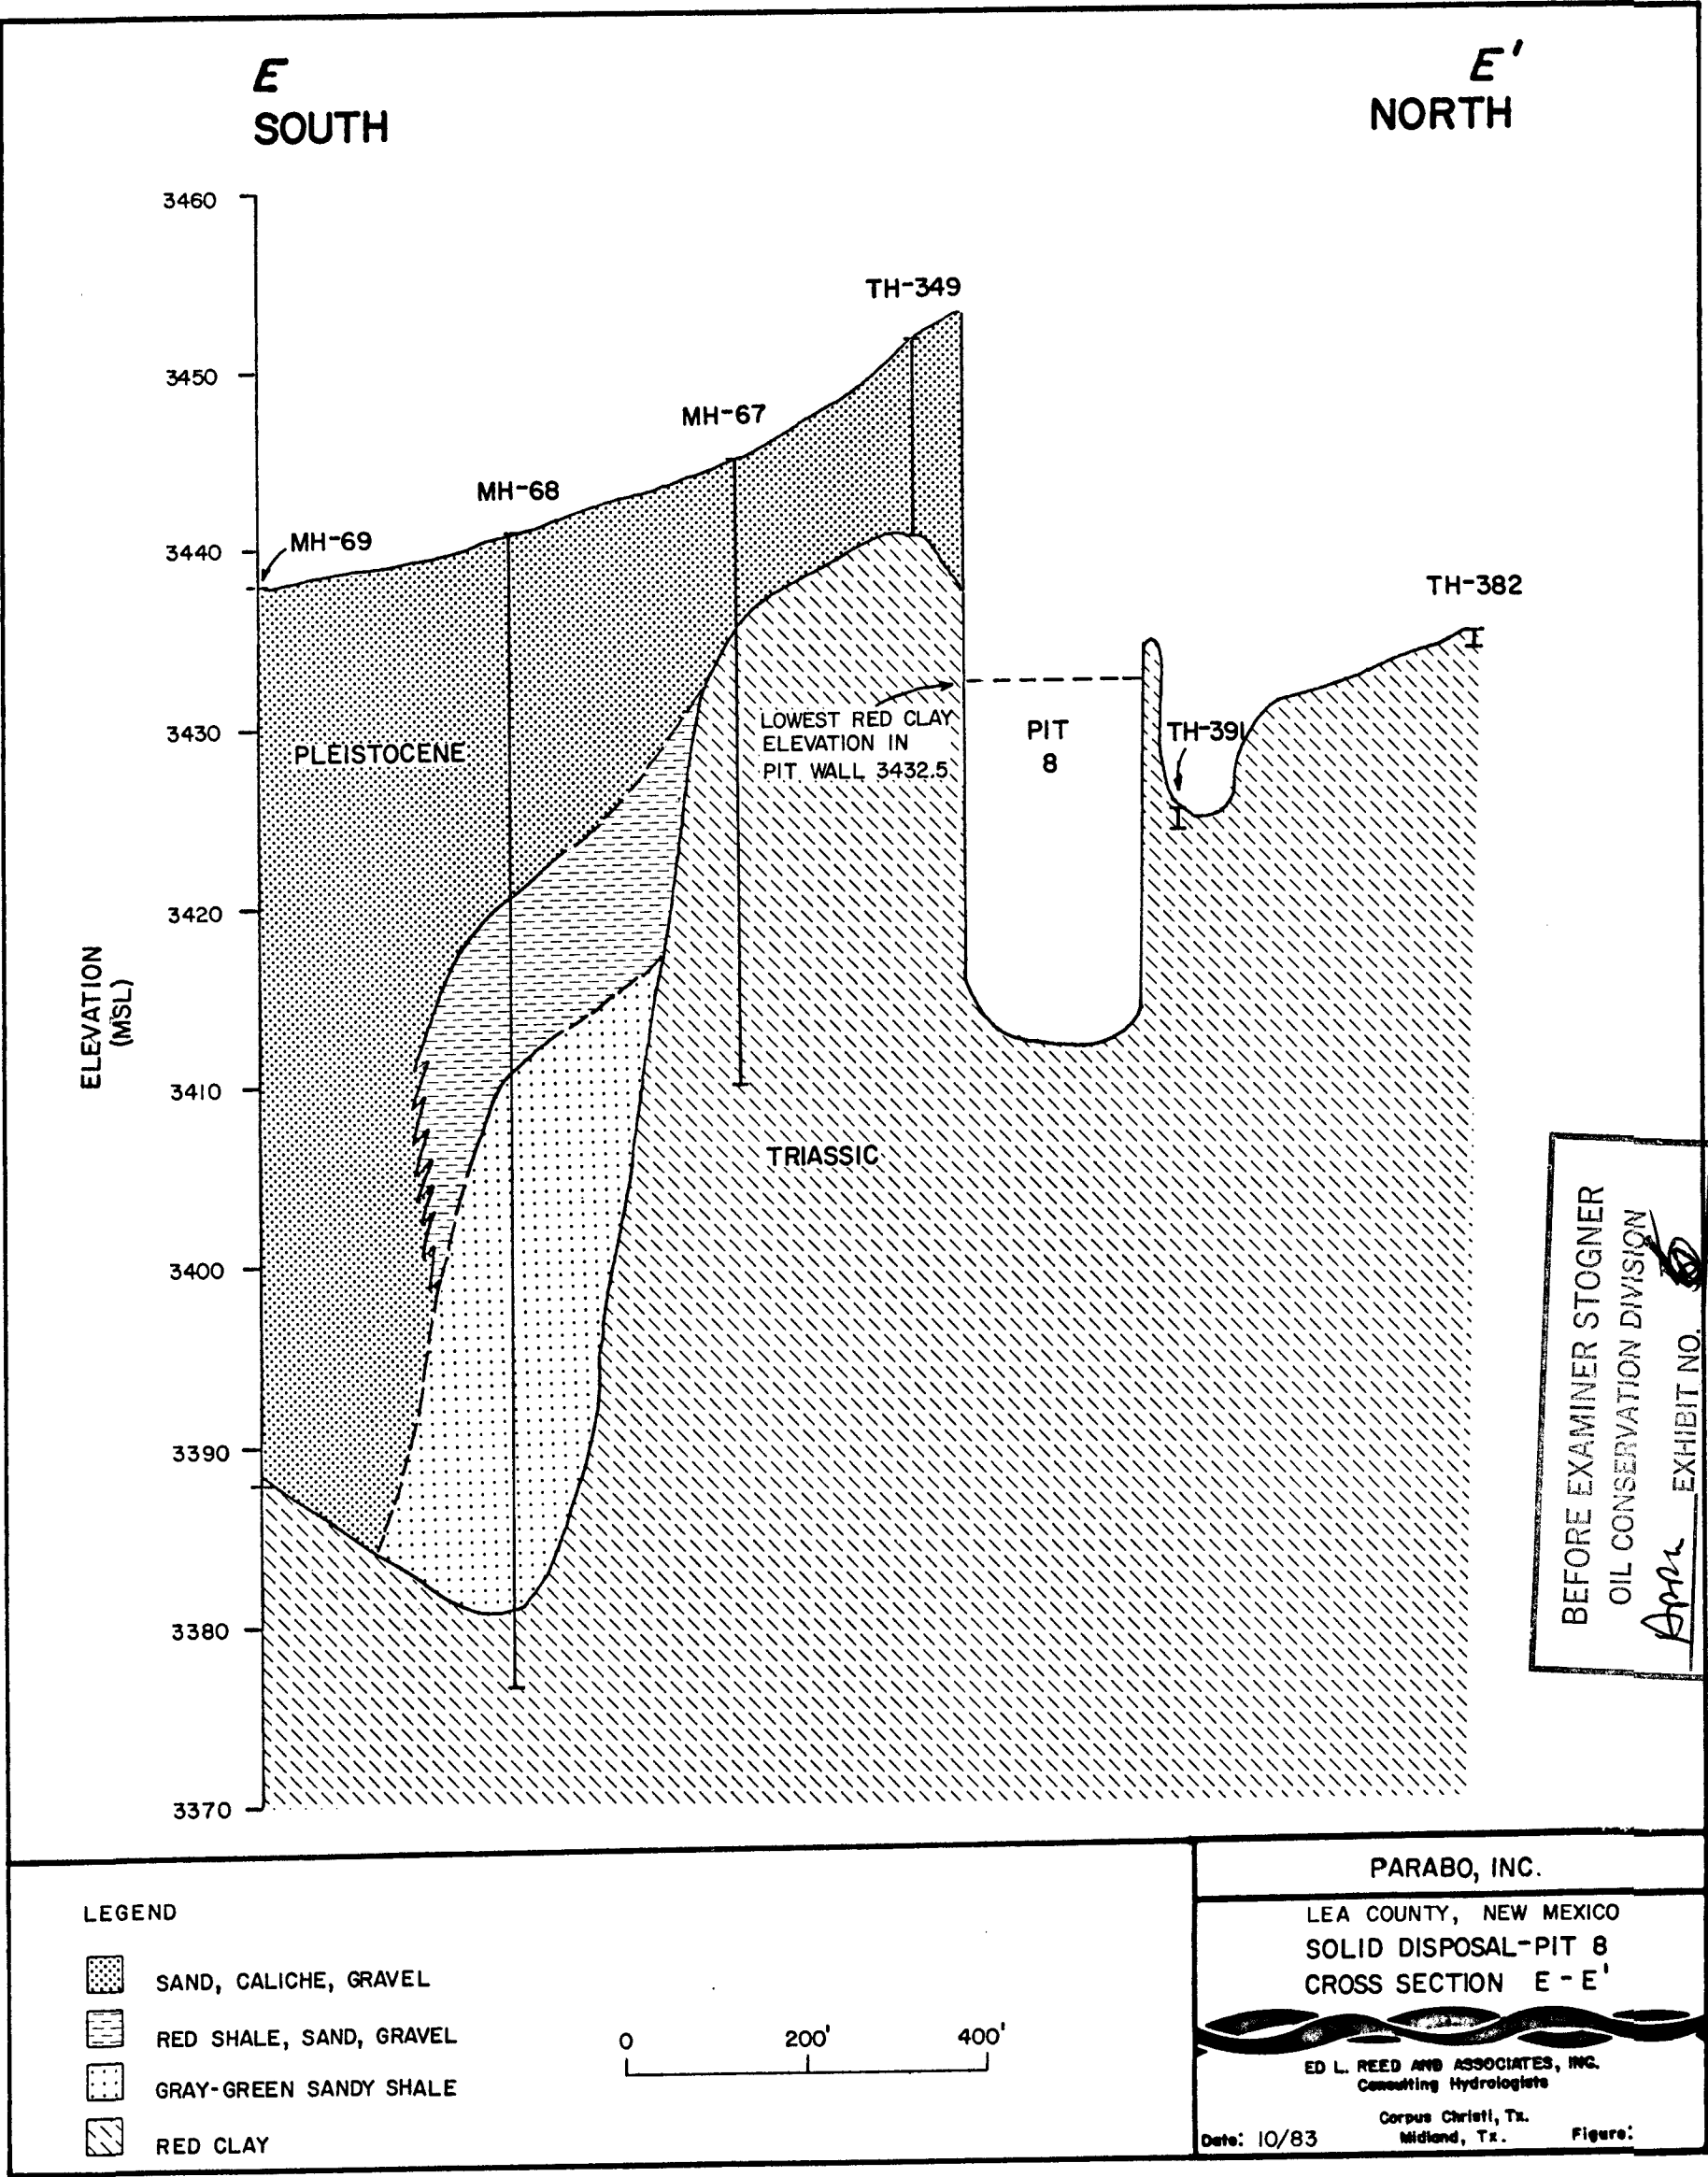 E
SOUTH
E'
NORTH
3460
3450
3440
3430
3420
3410
3400
3390
3380
3370
ELEVATION
(MSL)
TH-349
MH-67
MH-68
MH-69
TH-382
TH-391
PLEISTOCENE
LOWEST RED CLAY
ELEVATION IN
PIT WALL 3432.5
PIT
8
TRIASSIC
BEFORE EXAMINER STOGNER
OIL CONSERVATION DIVISION
EXHIBIT NO.
LEGEND
SAND, CALICHE, GRAVEL
RED SHALE, SAND, GRAVEL
GRAY-GREEN SANDY SHALE
RED CLAY
0 200' 400'
PARABO, INC.
LEA COUNTY, NEW MEXICO
SOLID DISPOSAL-PIT 8
CROSS SECTION E - E'
ED L. REED AND ASSOCIATES, INC.
Consulting Hydrologists
Corpus Christi, Tx.
Midland, Tx.
Date: 10/83
Figure: